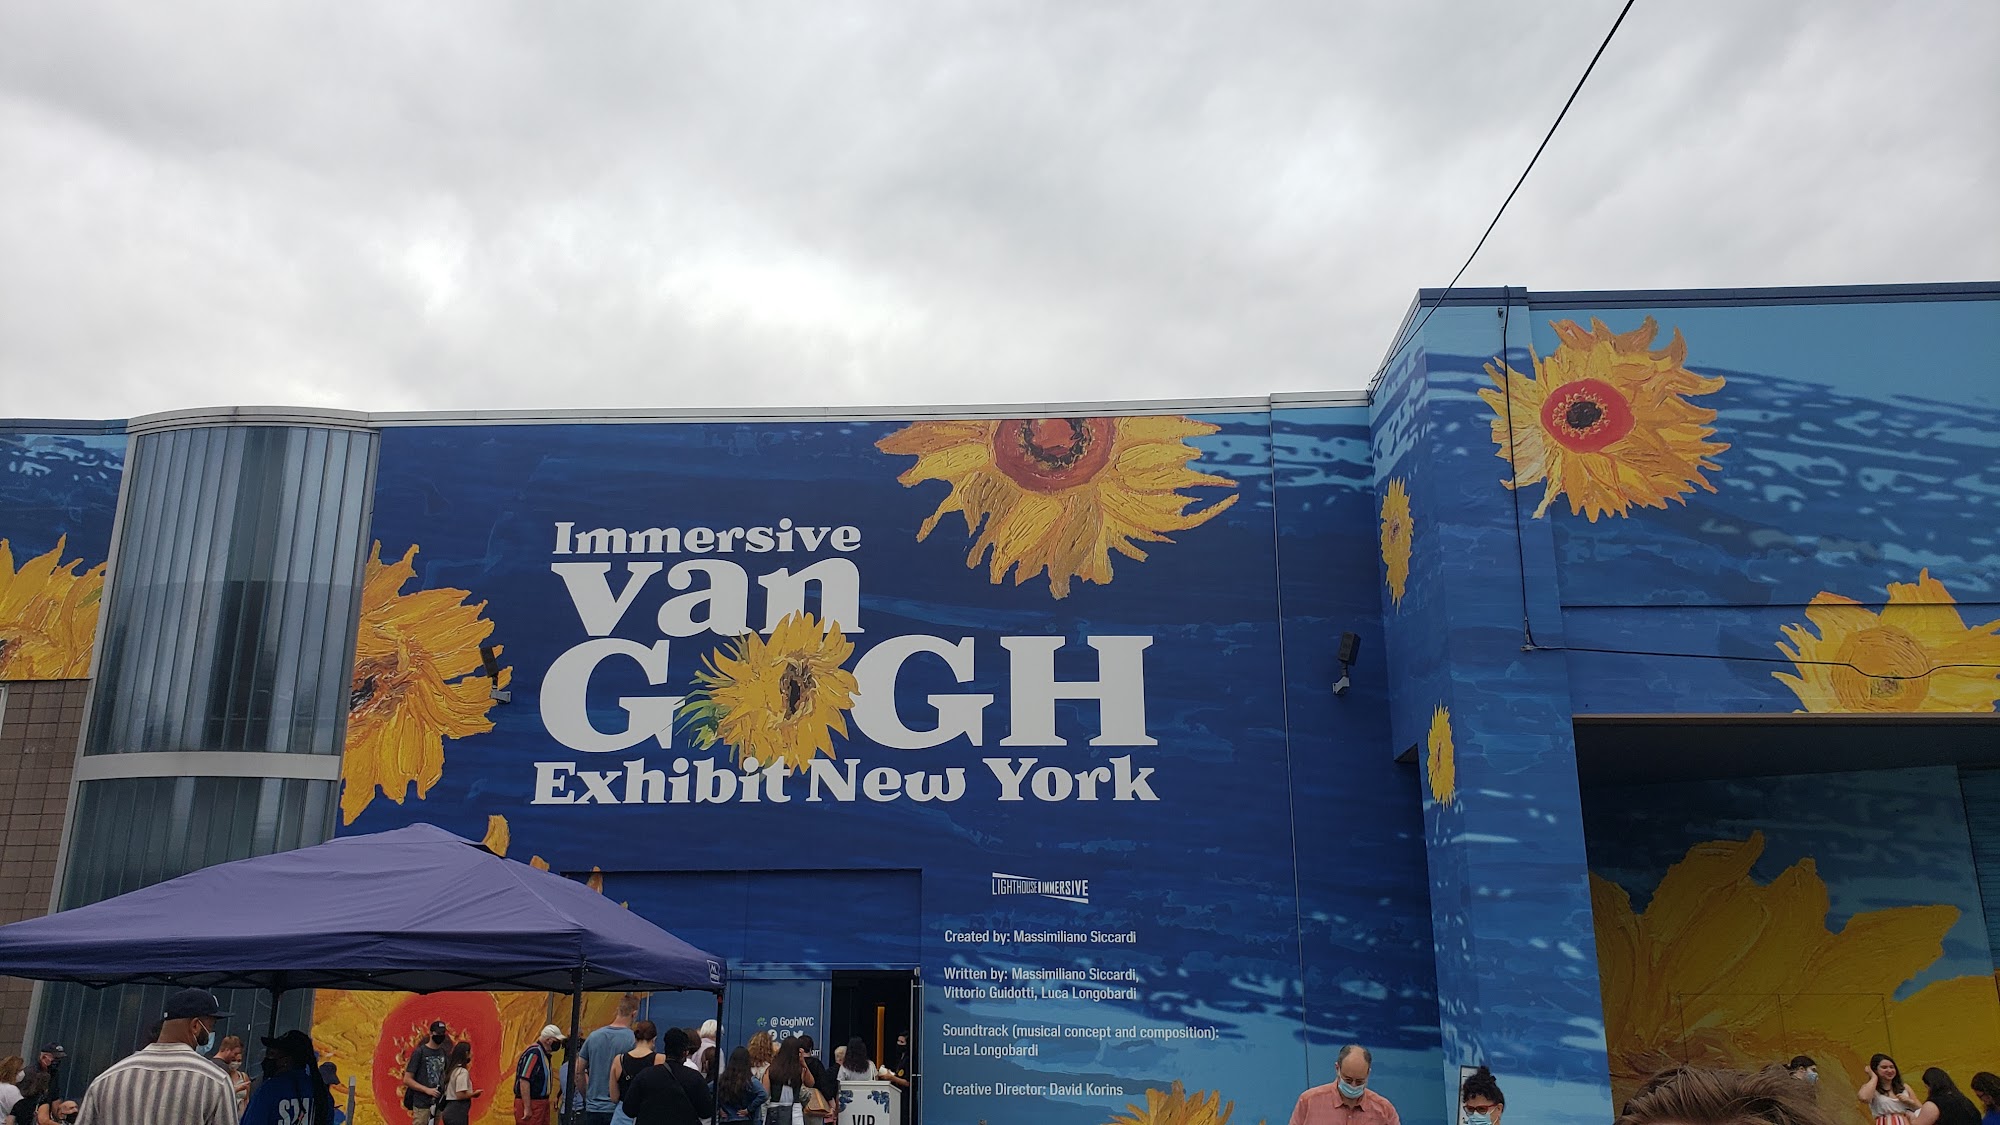 Immersive
van
GOGH
Exhibit New York
LIGHTHOUSE IMMERSIVE
Created by: Massimiliano Siccardi
Written by: Massimiliano Siccardi,
Vittorio Guidotti, Luca Longobardi
Soundtrack (musical concept and composition):
Luca Longobardi
Creative Director: David Korins
@GoghNYC
VIP